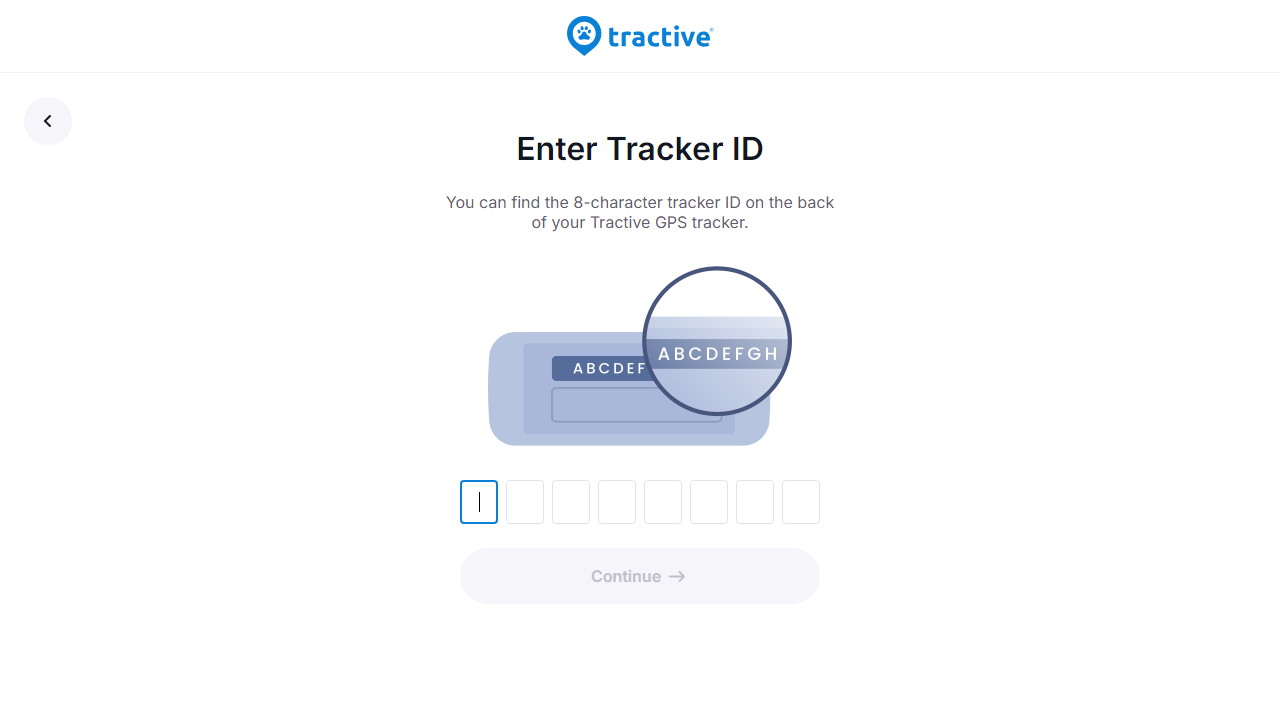 tractive
Enter Tracker ID
You can find the 8-character tracker ID on the back
of your Tractive GPS tracker.
ABCDEFGH
ABCDEF
Continue